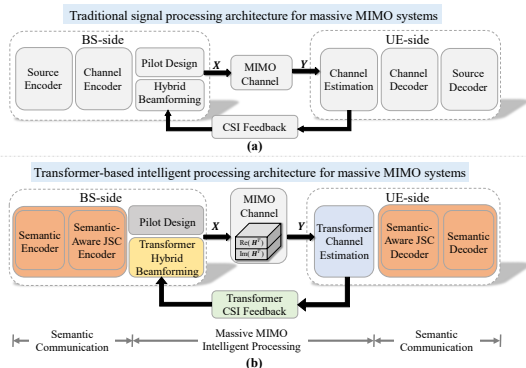 Traditional signal processing architecture for massive MIMO systems
BS-side
UE-side
Source
Encoder
Channel
Encoder
Pilot Design
Hybrid
Beamforming
X
MIMO
Channel
Y
Channel
Estimation
Channel
Decoder
Source
Decoder
CSI Feedback
(a)
Transformer-based intelligent processing architecture for massive MIMO systems
BS-side
UE-side
Semantic
Encoder
Semantic-
Aware JSC
Encoder
Pilot Design
Transformer
Hybrid
Beamforming
X
MIMO
Channel
Y
Transformer
Channel
Estimation
Semantic-
Aware JSC
Decoder
Semantic
Decoder
Transformer
CSI Feedback
Semantic
Communication
Massive MIMO
Intelligent Processing
Semantic
Communication
(b)